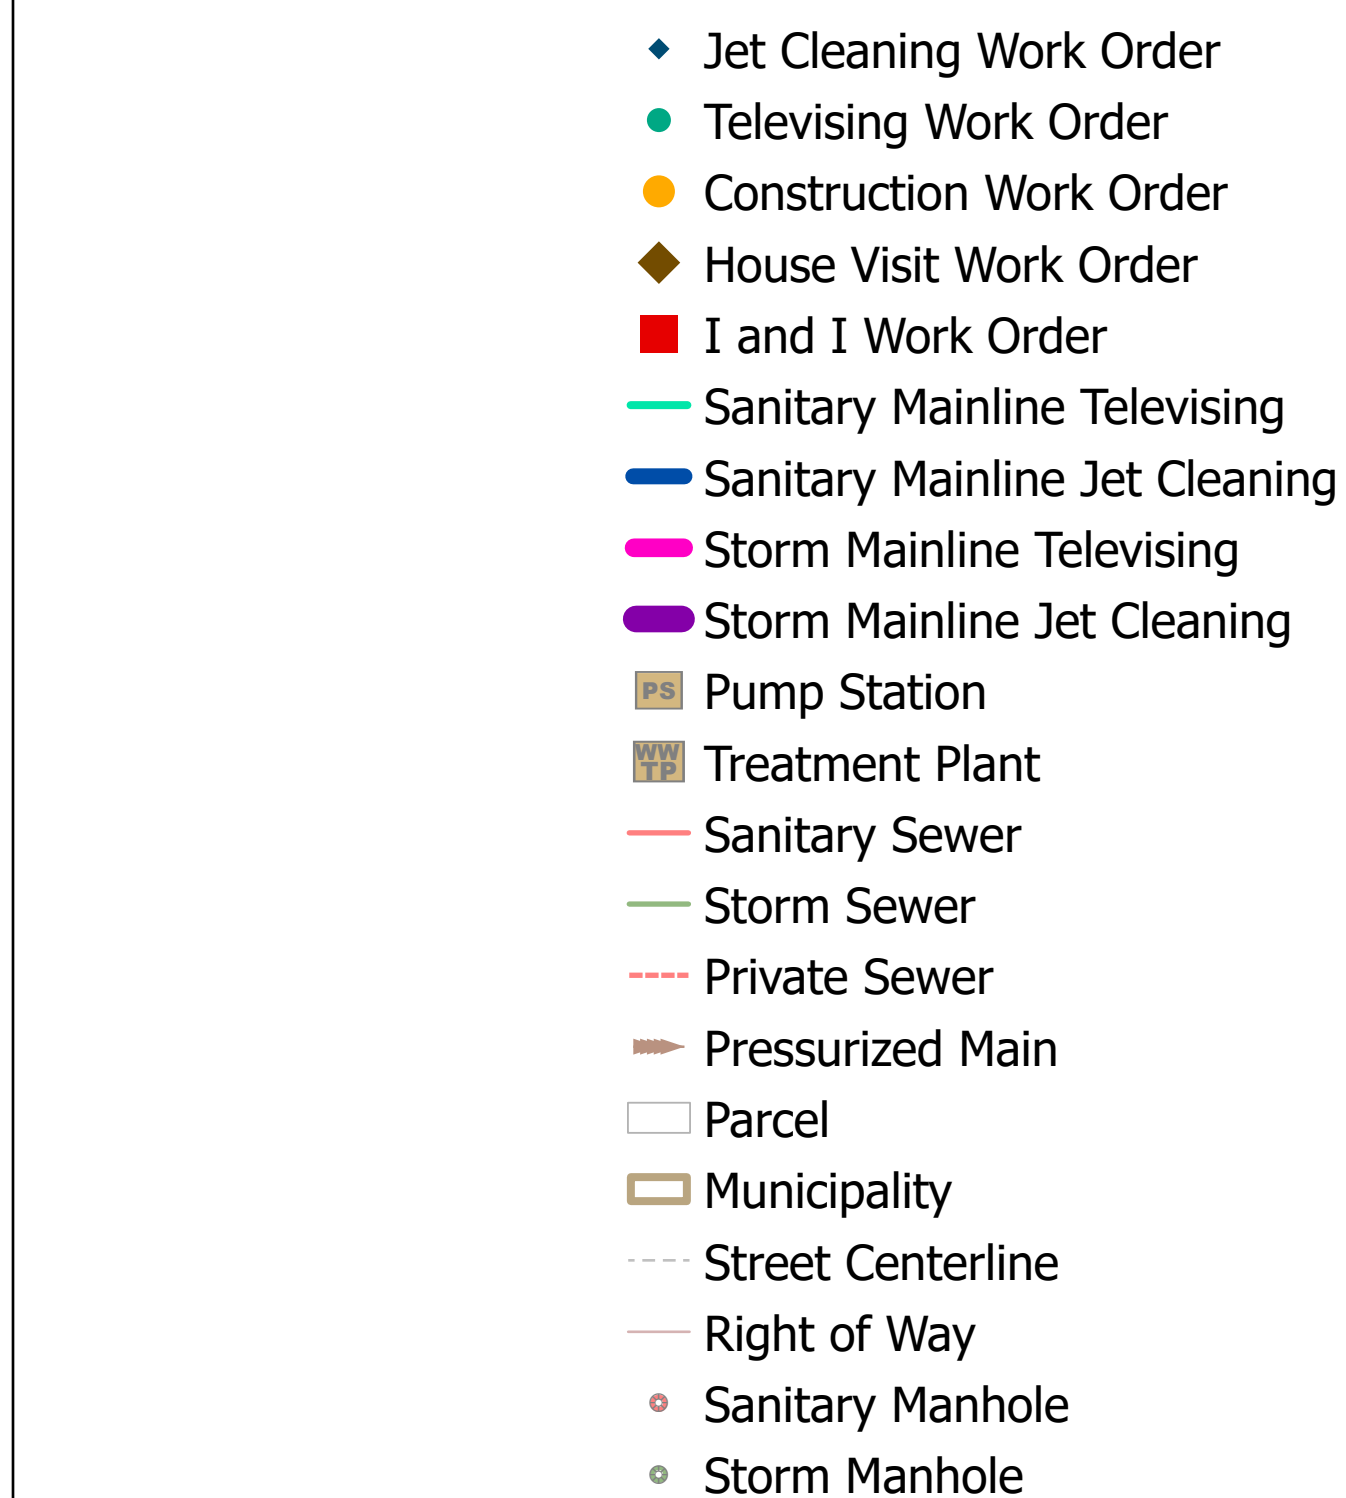 Jet Cleaning Work Order
Televising Work Order
Construction Work Order
House Visit Work Order
I and I Work Order
Sanitary Mainline Televising
Sanitary Mainline Jet Cleaning
Storm Mainline Televising
Storm Mainline Jet Cleaning
PS Pump Station
WW
TP Treatment Plant
Sanitary Sewer
Storm Sewer
Private Sewer
Pressurized Main
Parcel
Municipality
Street Centerline
Right of Way
Sanitary Manhole
Storm Manhole